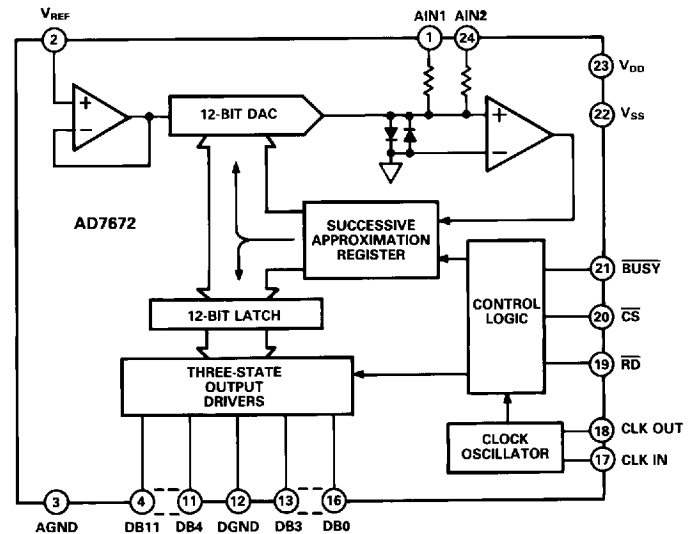 VREF
AIN1
AIN2
2
1
24
23
VDD
22
VSS
+
−
12-BIT DAC
+
−
AD7672
SUCCESSIVE
APPROXIMATION
REGISTER
CONTROL
LOGIC
21
BUSY
20
CS
19
RD
12-BIT LATCH
THREE-STATE
OUTPUT
DRIVERS
CLOCK
OSCILLATOR
18
CLK OUT
17
CLK IN
3
4
11
12
13
16
AGND
DB11
DB4
DGND
DB3
DB0